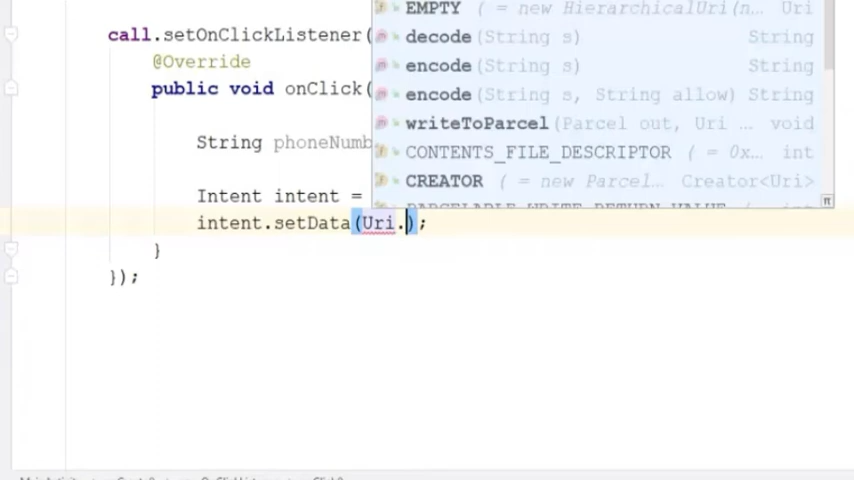 EMPTY ( = new HierarchicalUri(n... Uri
call.setOnClickListener(
decode(String s) String
@Override
encode(String s) String
public void onClick(
encode(String s, String allow) String
writeToParcel(Parcel out, Uri ... void
String phoneNumb
CONTENTS_FILE_DESCRIPTOR ( = 0x... int
CREATOR ( = new Parcel... Creator<Uri>
Intent intent =
PARCELABLE_WRITE_RETURN_VALUE ( = int
intent.setData(Uri.);
}
});